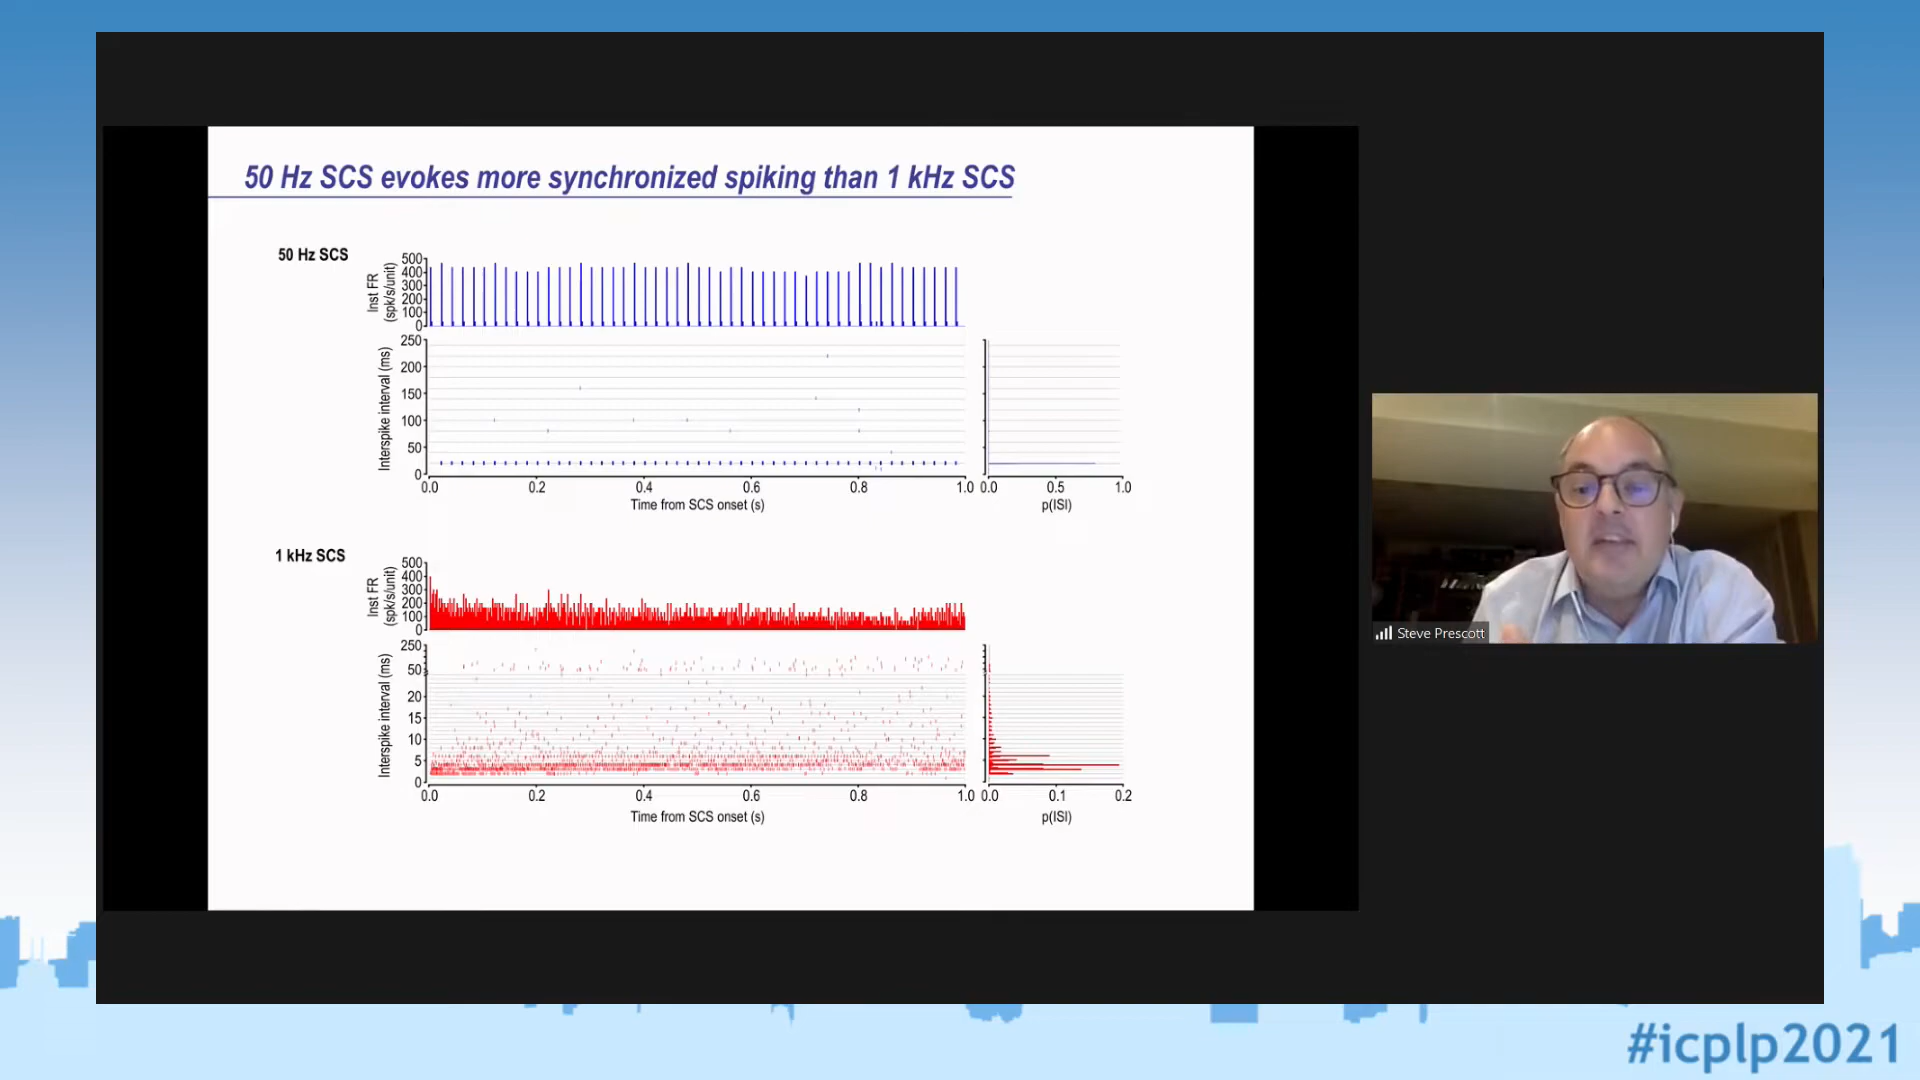 50 Hz SCS evokes more synchronized spiking than 1 kHz SCS
50 Hz SCS
Inst FR
(spk/s/unit)
500
400
300
200
100
0
Interspike interval (ms)
250
200
150
100
50
0
0.0 0.2 0.4 0.6 0.8 1.0
Time from SCS onset (s)
0.0 0.5 1.0
p(ISI)
1 kHz SCS
Inst FR
(spk/s/unit)
500
400
300
200
100
0
Interspike interval (ms)
250
50
20
15
10
5
0
0.0 0.2 0.4 0.6 0.8 1.0
Time from SCS onset (s)
0.0 0.1 0.2
p(ISI)
Steve Prescott
#icplp2021